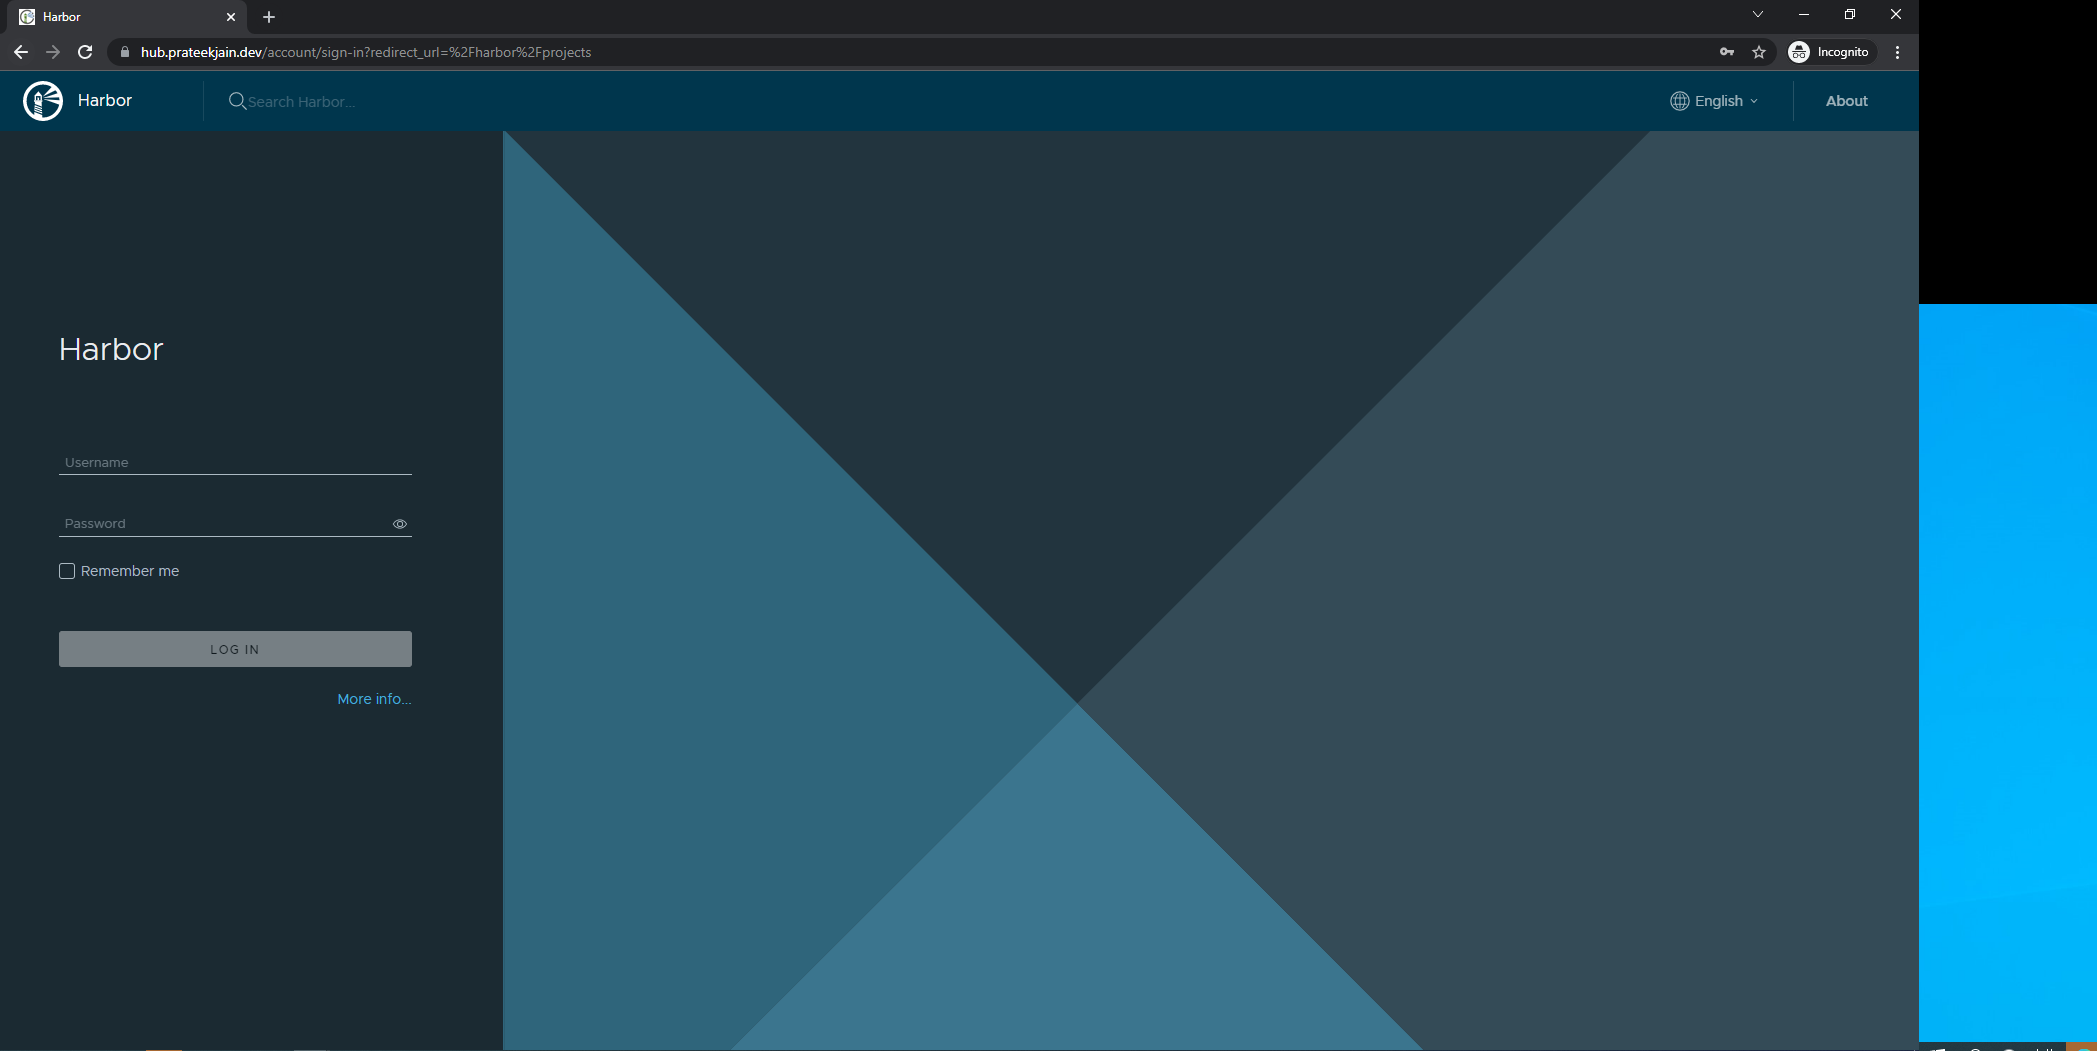 Harbor
hub.prateekjain.dev/account/sign-in?redirect_url=%2Fharbor%2Fprojects
Incognito
Harbor
Search Harbor...
English
About
Harbor
Username
Password
Remember me
LOG IN
More info...